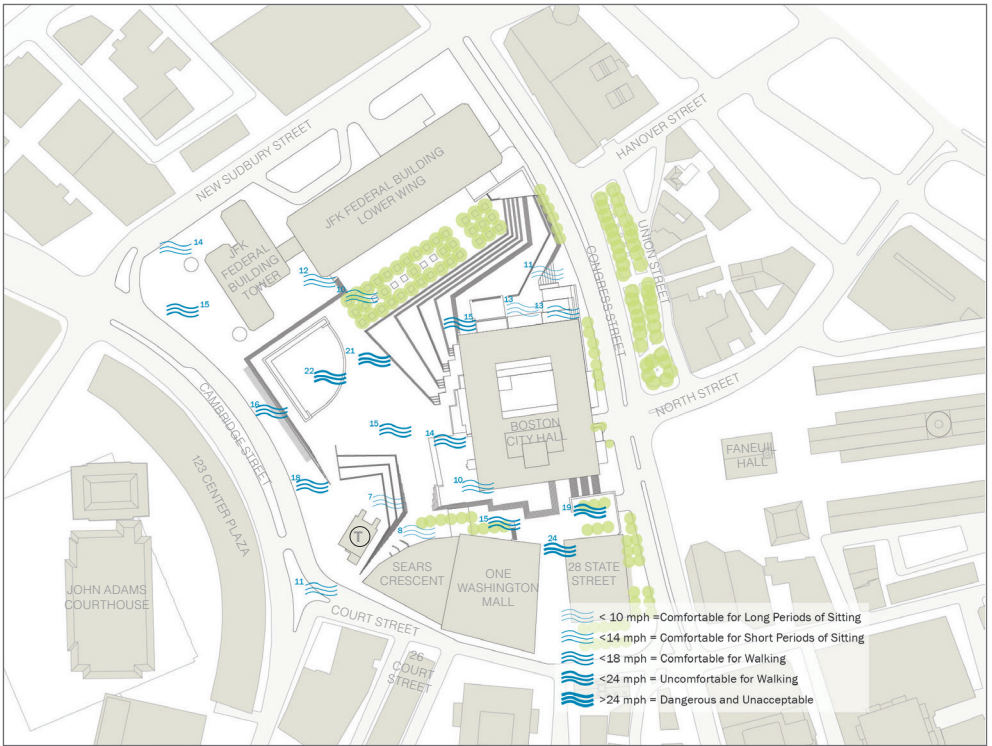 NEW SUDBURY STREET
HANOVER STREET
JFK FEDERAL BUILDING
LOWER WING
UNION STREET
14
JFK
FEDERAL
BUILDING
TOWER
12
10
11
CONGRESS STREET
15
13
13
15
21
22
NORTH STREET
CAMBRIDGE STREET
16
15
14
BOSTON
CITY HALL
FANEUIL
HALL
123 CENTER PLAZA
18
10
7
19
15
8
T
24
SEARS
CRESCENT
ONE
WASHINGTON
MALL
28 STATE
STREET
JOHN ADAMS
COURTHOUSE
11
COURT STREET
26
COURT
STREET
< 10 mph =Comfortable for Long Periods of Sitting
<14 mph = Comfortable for Short Periods of Sitting
<18 mph = Comfortable for Walking
<24 mph = Uncomfortable for Walking
>24 mph = Dangerous and Unacceptable